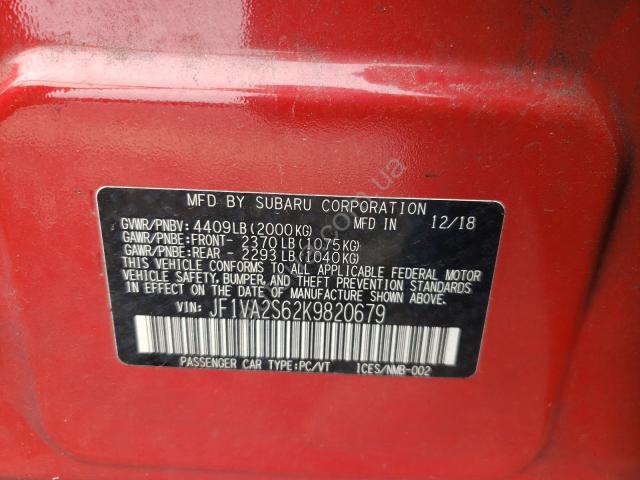 MFD BY SUBARU CORPORATION
GVWR/PNBV: 4409LB (2000KG) MFD IN 12/18
GAWR/PNBE:FRONT- 2370LB (1075KG)
GAWR/PNBE:REAR - 2293LB (1040KG)
THIS VEHICLE CONFORMS TO ALL APPLICABLE FEDERAL MOTOR
VEHICLE SAFETY, BUMPER, AND THEFT PREVENTION STANDARDS
IN EFFECT ON THE DATE OF MANUFACTURE SHOWN ABOVE.
VIN: JF1VA2S62K9820679
PASSENGER CAR TYPE:PC/VT ICES/NMB-002